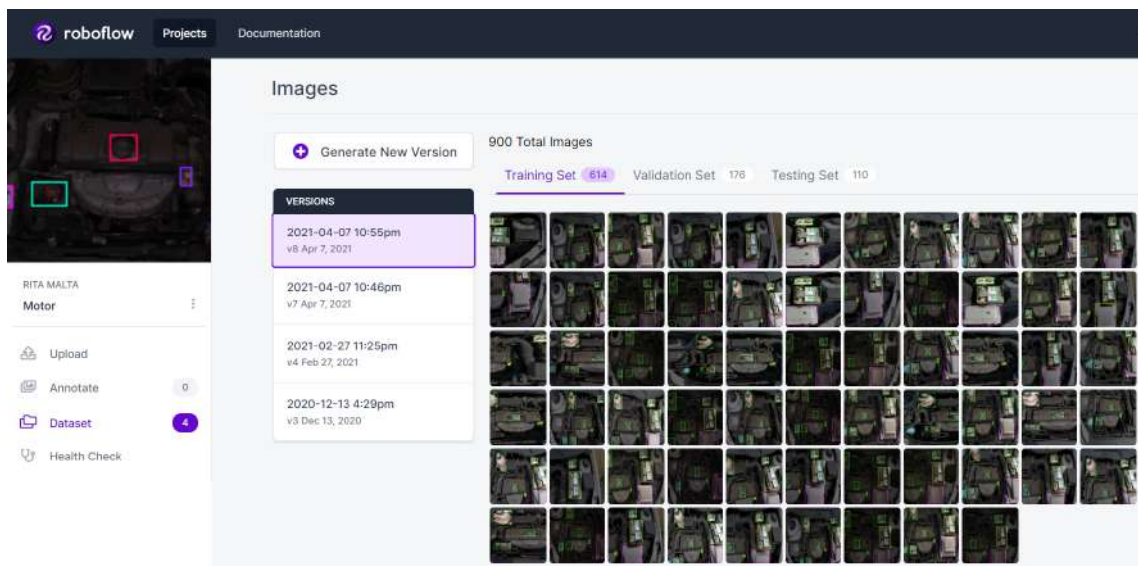 roboflow Projects Documentation
Images
Generate New Version
900 Total Images
Training Set 614 Validation Set 176 Testing Set 110
VERSIONS
2021-04-07 10:55pm
v8 Apr 7, 2021
2021-04-07 10:46pm
v7 Apr 7, 2021
2021-02-27 11:25pm
v4 Feb 27, 2021
2020-12-13 4:29pm
v3 Dec 13, 2020
RITA MALTA
Motor
Upload
Annotate 0
Dataset 4
Health Check